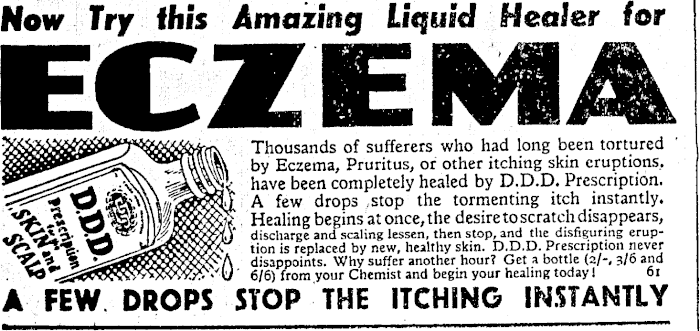 Now Try this Amazing Liquid Healer for
ECZEMA
Thousands of sufferers who had long been tortured
by Eczema, Pruritus, or other itching skin eruptions,
have been completely healed by D.D.D. Prescription.
A few drops stop the tormenting itch instantly.
Healing begins at once, the desire to scratch disappears,
discharge and scaling lessen, then stop, and the disfiguring erup-
tion is replaced by new, healthy skin. D.D.D. Prescription never
disappoints. Why suffer another hour? Get a bottle (2/-, 3/6 and
6/6) from your Chemist and begin your healing today! 61
D.D.D.
Prescription
for the
SKIN and
SCALP
A FEW DROPS STOP THE ITCHING INSTANTLY